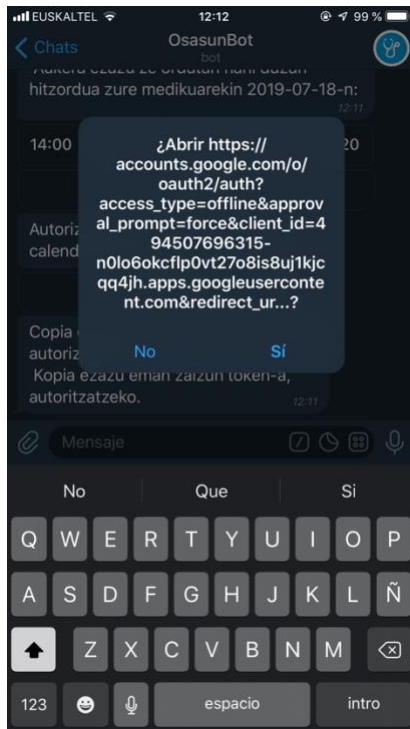 EUSKALTEL 12:12 99 %
Chats OsasunBot
bot
Aukera ezazu ze ordutan nahi duzun
hitzordua zure medikuarekin 2019-07-18-n:
12:11
14:00 20
¿Abrir https://
accounts.google.com/o/
oauth2/auth?
access_type=offline&approv
al_prompt=force&client_id=4
94507696315-
n0lo6okcflp0vt27o8is8uj1kjc
qq4jh.apps.googleuserconte
nt.com&redirect_ur...?
No Sí
Autoriz
calend
Copia
autoriz
Kopia ezazu eman zaizun token-a,
autoritzatzeko.
12:11
Mensaje
No Que Si
Q W E R T Y U I O P
A S D F G H J K L Ñ
Z X C V B N M
123 espacio intro